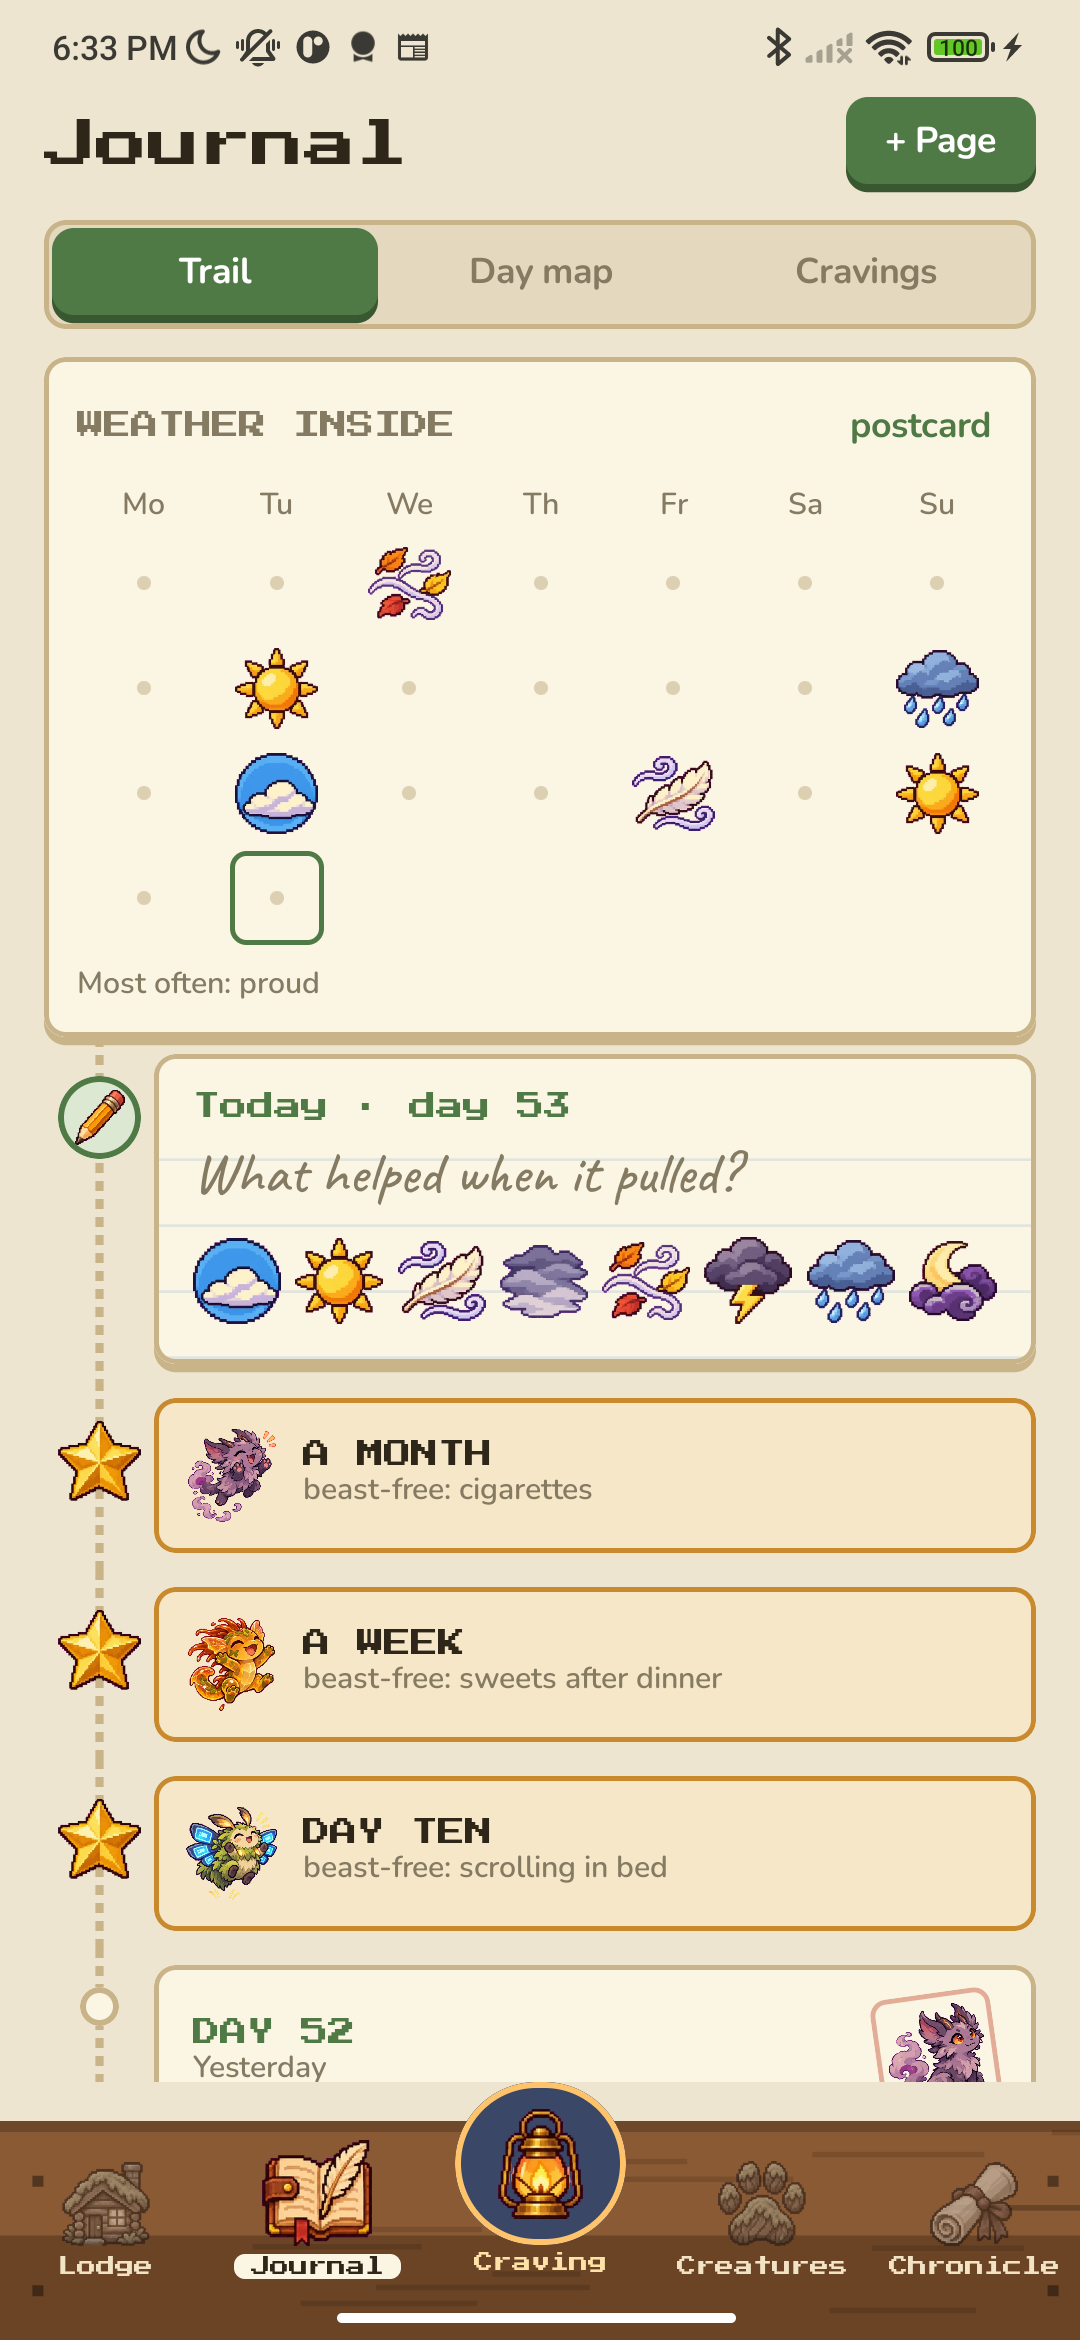 6:33 PM
100
Journal
+ Page
Trail
Day map
Cravings
WEATHER INSIDE
postcard
Mo Tu We Th Fr Sa Su
Most often: proud
Today · day 53
What helped when it pulled?
A MONTH
beast-free: cigarettes
A WEEK
beast-free: sweets after dinner
DAY TEN
beast-free: scrolling in bed
DAY 52
Yesterday
Lodge
Journal
Craving
Creatures
Chronicle